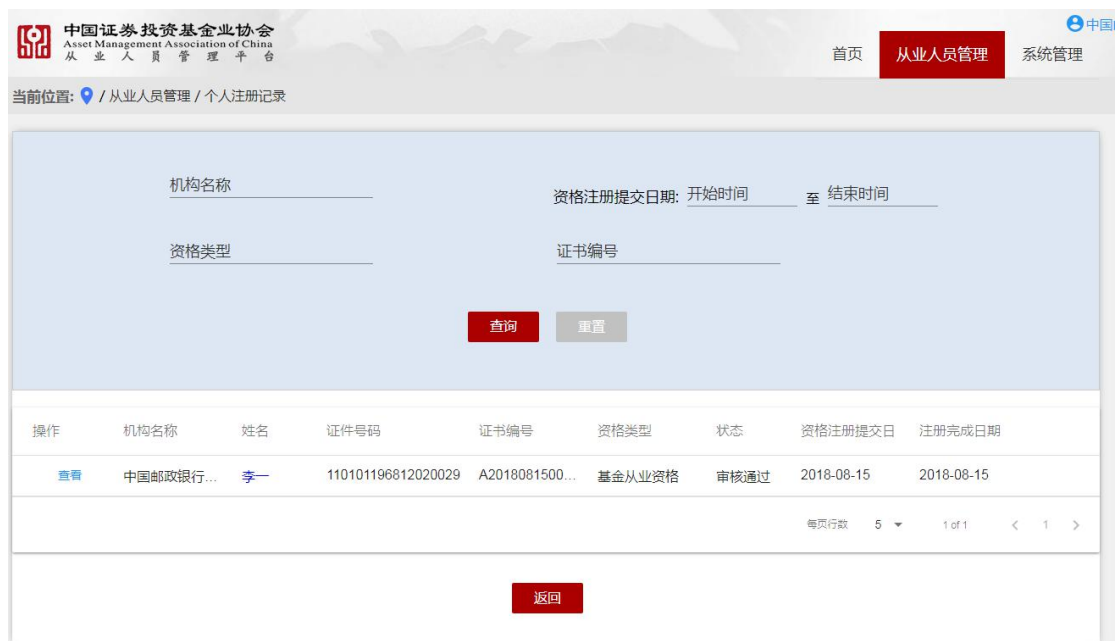 中国证券投资基金业协会
Asset Management Association of China
从业人员管理平台
中国
首页 从业人员管理 系统管理
当前位置: / 从业人员管理 / 个人注册记录
机构名称 资格注册提交日期: 开始时间 至 结束时间
资格类型 证书编号
查询 重置
操作 机构名称 姓名 证件号码 证书编号 资格类型 状态 资格注册提交日 注册完成日期
查看 中国邮政银行... 李一 110101196812020029 A2018081500... 基金从业资格 审核通过 2018-08-15 2018-08-15
每页行数 5 1 of 1 < 1 >
返回